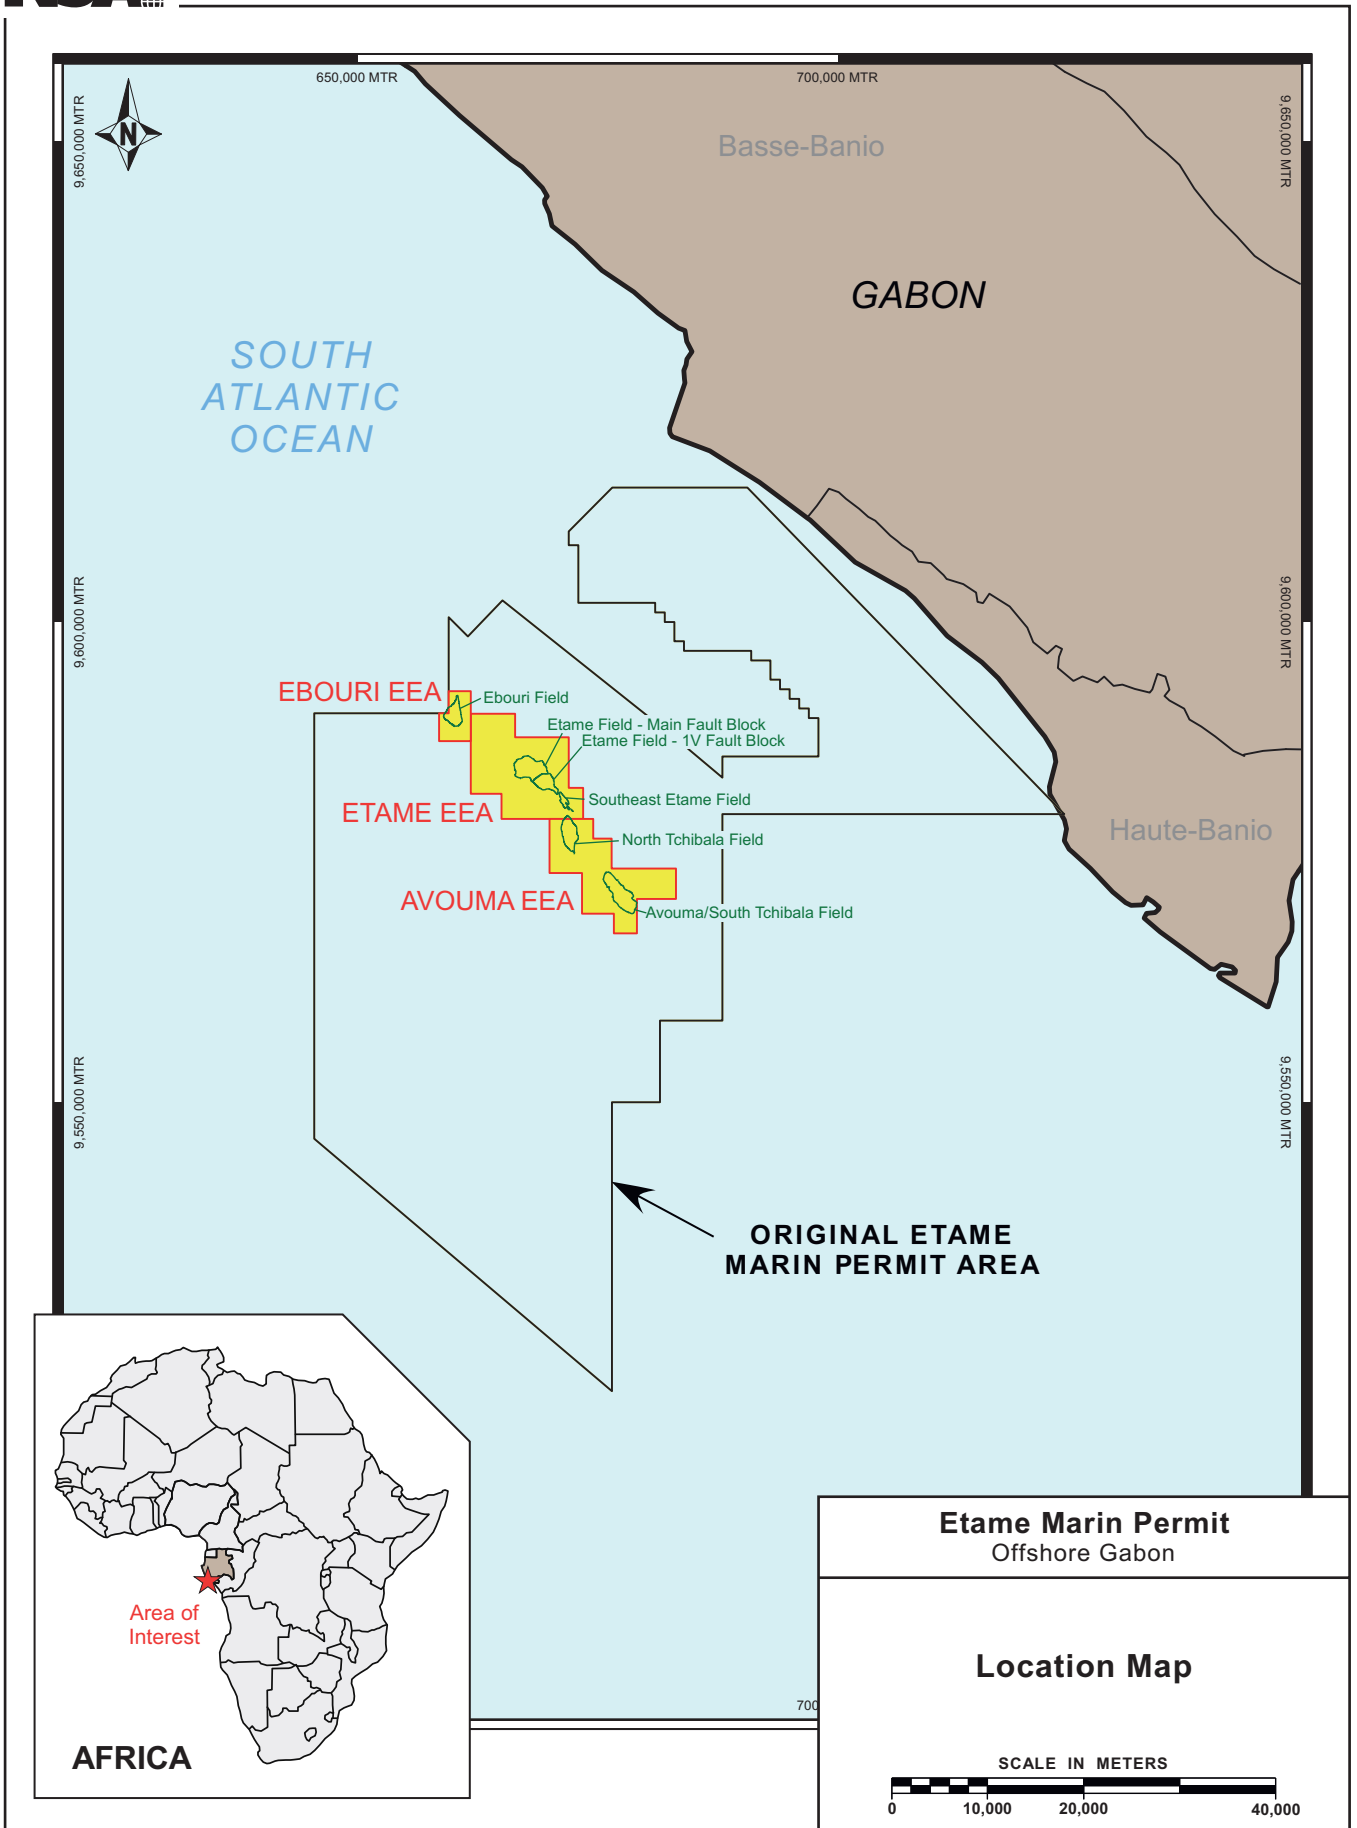 650,000 MTR
700,000 MTR
9,650,000 MTR
9,650,000 MTR
N
Basse-Banio
GABON
SOUTH
ATLANTIC
OCEAN
9,600,000 MTR
9,600,000 MTR
EBOURI EEA
Ebouri Field
Etame Field - Main Fault Block
Etame Field - 1V Fault Block
Southeast Etame Field
ETAME EEA
North Tchibala Field
Haute-Banio
AVOUMA EEA
Avouma/South Tchibala Field
9,550,000 MTR
9,550,000 MTR
ORIGINAL ETAME
MARIN PERMIT AREA
Area of
Interest
AFRICA
700
Etame Marin Permit
Offshore Gabon
Location Map
SCALE IN METERS
0 10,000 20,000 40,000